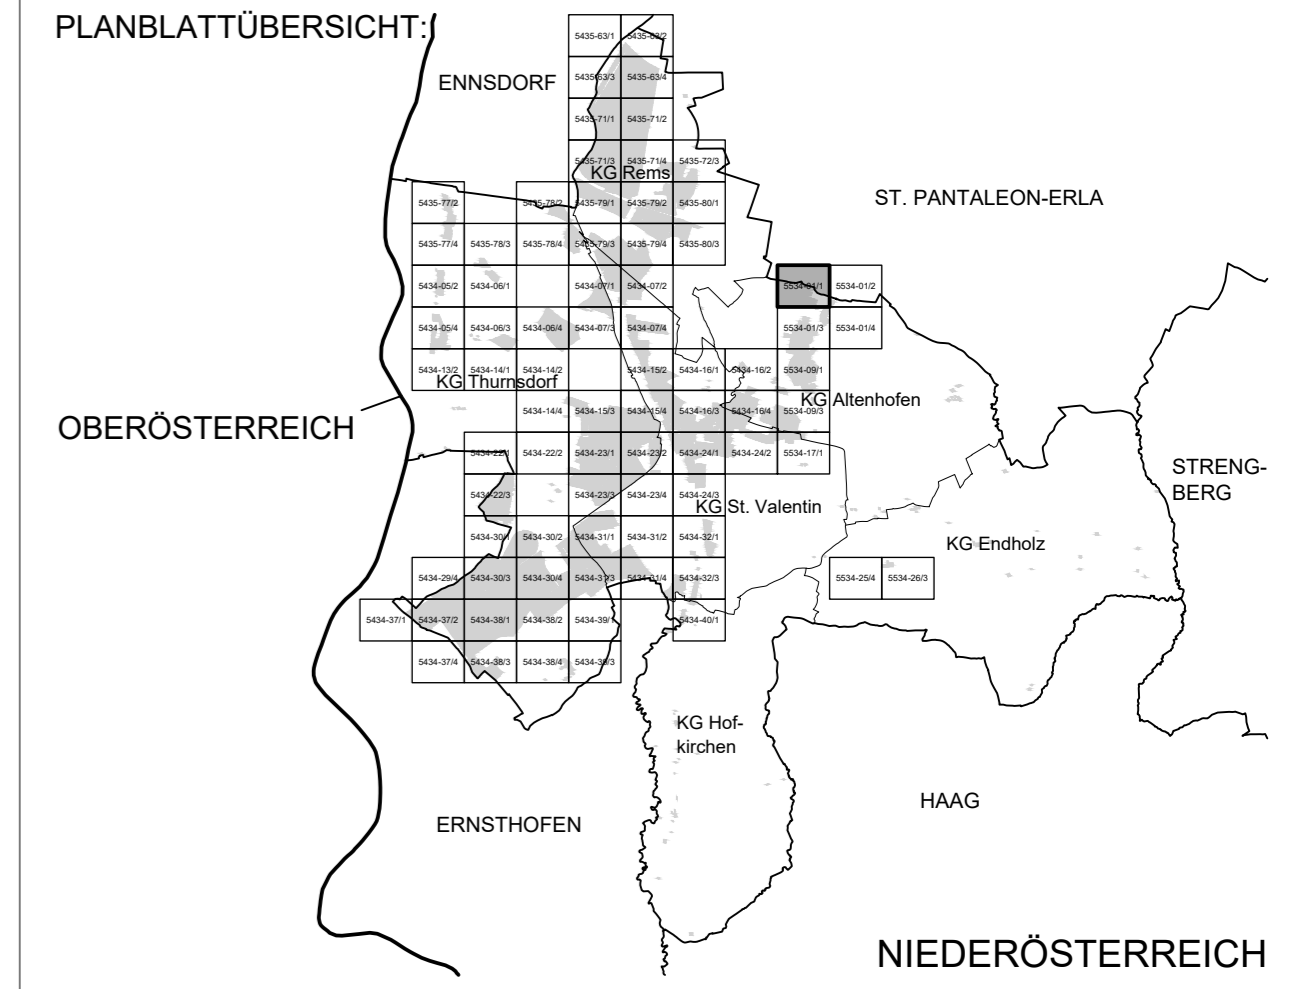 PLANBLATTÜBERSICHT:
5435-63/1 5435-63/2
ENNSDORF
5435-63/3 5435-63/4
5435-71/1 5435-71/2
5435-71/3 5435-71/4 5435-72/3
KG Rems
ST. PANTALEON-ERLA
5435-77/2 5435-78/2 5435-79/1 5435-79/2 5435-80/1
5435-77/4 5435-78/3 5435-78/4 5435-79/3 5435-79/4 5435-80/3
5434-05/2 5434-06/1 5434-07/1 5434-07/2 5534-01/1 5534-01/2
5434-05/4 5434-06/3 5434-06/4 5434-07/3 5434-07/4 5534-01/3 5534-01/4
5434-13/2 5434-14/1 5434-14/2 5434-15/2 5434-16/1 5434-16/2 5534-09/1
KG Thurnsdorf
KG Altenhofen
5434-14/4 5434-15/3 5434-15/4 5434-16/3 5434-16/4 5534-09/3
OBERÖSTERREICH
5434-22/1 5434-22/2 5434-23/1 5434-23/2 5434-24/1 5434-24/2 5534-17/1
STRENG-
BERG
5434-22/3 5434-23/3 5434-23/4 5434-24/3
KG St. Valentin
5434-30/1 5434-30/2 5434-31/1 5434-31/2 5434-32/1
KG Endholz
5434-29/4 5434-30/3 5434-30/4 5434-31/3 5434-31/4 5434-32/3 5534-25/4 5534-26/3
5434-37/1 5434-37/2 5434-38/1 5434-38/2 5434-39/1 5434-40/1
5434-37/4 5434-38/3 5434-38/4 5434-39/3
KG Hof-
kirchen
HAAG
ERNSTHOFEN
NIEDERÖSTERREICH